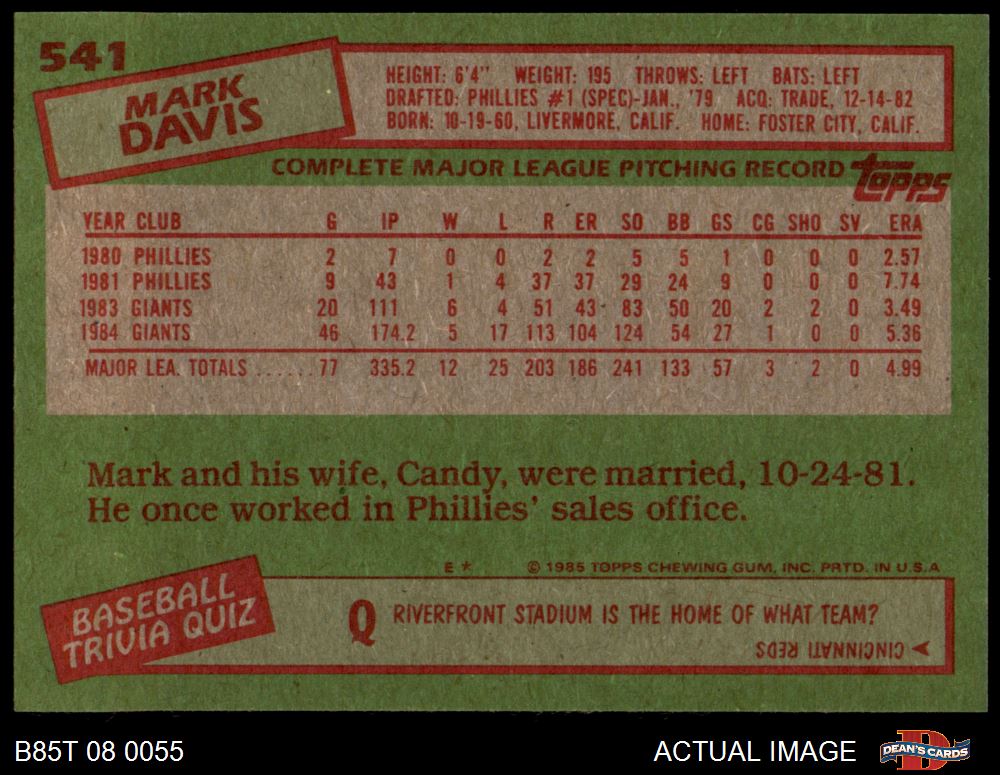 541
MARK
DAVIS
HEIGHT: 6'4" WEIGHT: 195 THROWS: LEFT BATS: LEFT
DRAFTED: PHILLIES #1 (SPEC)-JAN., '79 ACQ: TRADE, 12-14-82
BORN: 10-19-60, LIVERMORE, CALIF. HOME: FOSTER CITY, CALIF.
COMPLETE MAJOR LEAGUE PITCHING RECORD topps
YEAR CLUB G IP W L R ER SO BB GS CG SHO SV ERA
1980 PHILLIES 2 7 0 0 2 2 5 5 1 0 0 0 2.57
1981 PHILLIES 9 43 1 4 37 37 29 24 9 0 0 0 7.74
1983 GIANTS 20 111 6 4 51 43 83 50 20 2 2 0 3.49
1984 GIANTS 46 174.2 5 17 113 104 124 54 27 1 0 0 5.36
MAJOR LEA. TOTALS ...... 77 335.2 12 25 203 186 241 133 57 3 2 0 4.99
Mark and his wife, Candy, were married, 10-24-81.
He once worked in Phillies' sales office.
E * © 1985 TOPPS CHEWING GUM, INC. PRTD. IN U.S.A
BASEBALL
TRIVIA QUIZ
Q RIVERFRONT STADIUM IS THE HOME OF WHAT TEAM?
CINCINNATI REDS
B85T 08 0055
ACTUAL IMAGE
D
DEAN'S CARDS